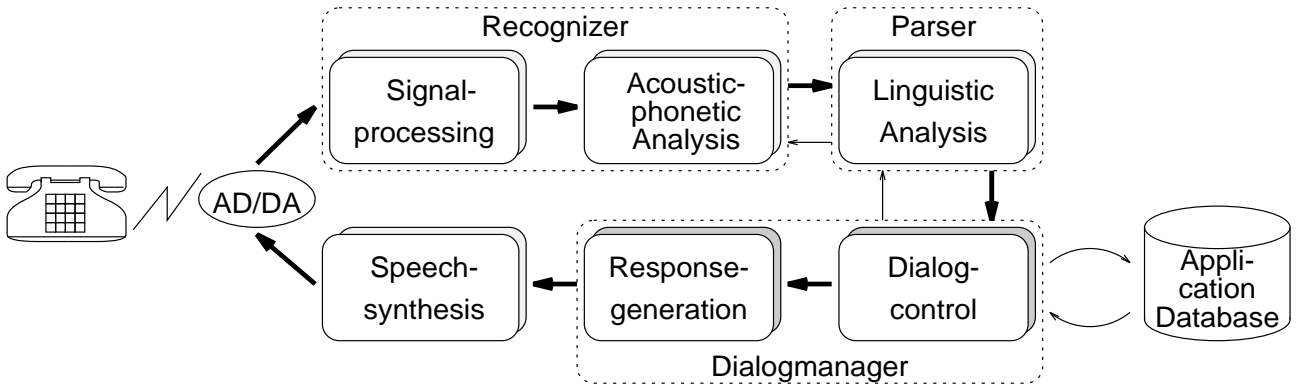 Recognizer
Parser
Signal-
processing
Acoustic-
phonetic
Analysis
Linguistic
Analysis
AD/DA
Speech-
synthesis
Response-
generation
Dialog-
control
Appli-
cation
Database
Dialogmanager